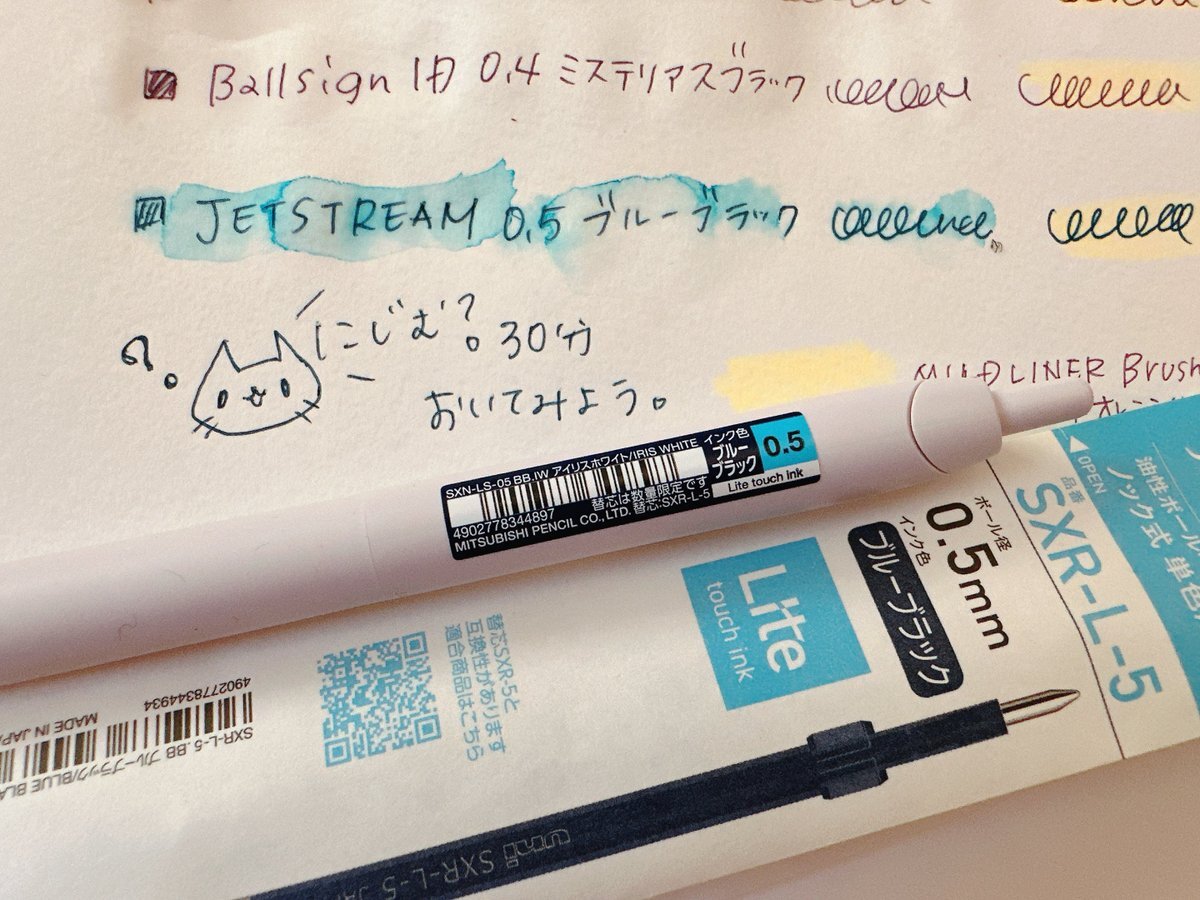 Ballsign iD 0.4 ミステリアスブラック
JETSTREAM 0.5 ブルーブラック
にじむ?30分
おいてみよう。
MILDLINER Brush
SXN-LS-05 BB.IW アイリスホワイト/IRIS WHITE
インク色
ブルー
ブラック
0.5
4902778344897
替芯は数量限定です
MITSUBISHI PENCIL CO., LTD. 替芯:SXR-L-5
Lite touch ink
OPEN
品番
SXR-L-5
油性ボール
ノック式 単色
ボール径
0.5mm
インク色
ブルーブラック
Lite
touch ink
替芯SXR-5と
互換性があります
適合商品はこちら
SXR-L-5.BB ブルーブラック/BLUE BLA
4902778344934
MADE IN JAPA
uni SXR-L-5 JA